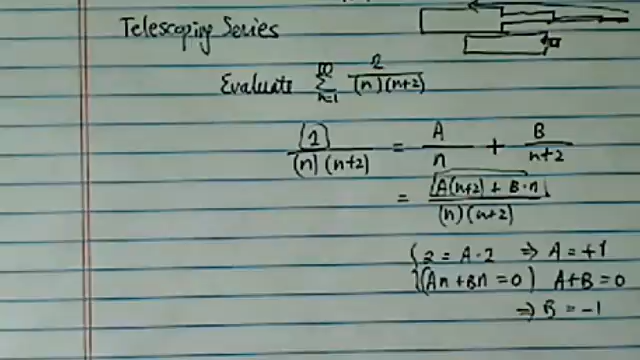 Telescoping Series
Evaluate ∑_{n=1}^{∞} 2/((n)(n+2))
2/((n)(n+2)) = A/n + B/(n+2)
= (A(n+2) + B·n)/((n)(n+2))
2 = A·2 ⇒ A = +1
(An + Bn = 0) A+B = 0
⇒ B = -1